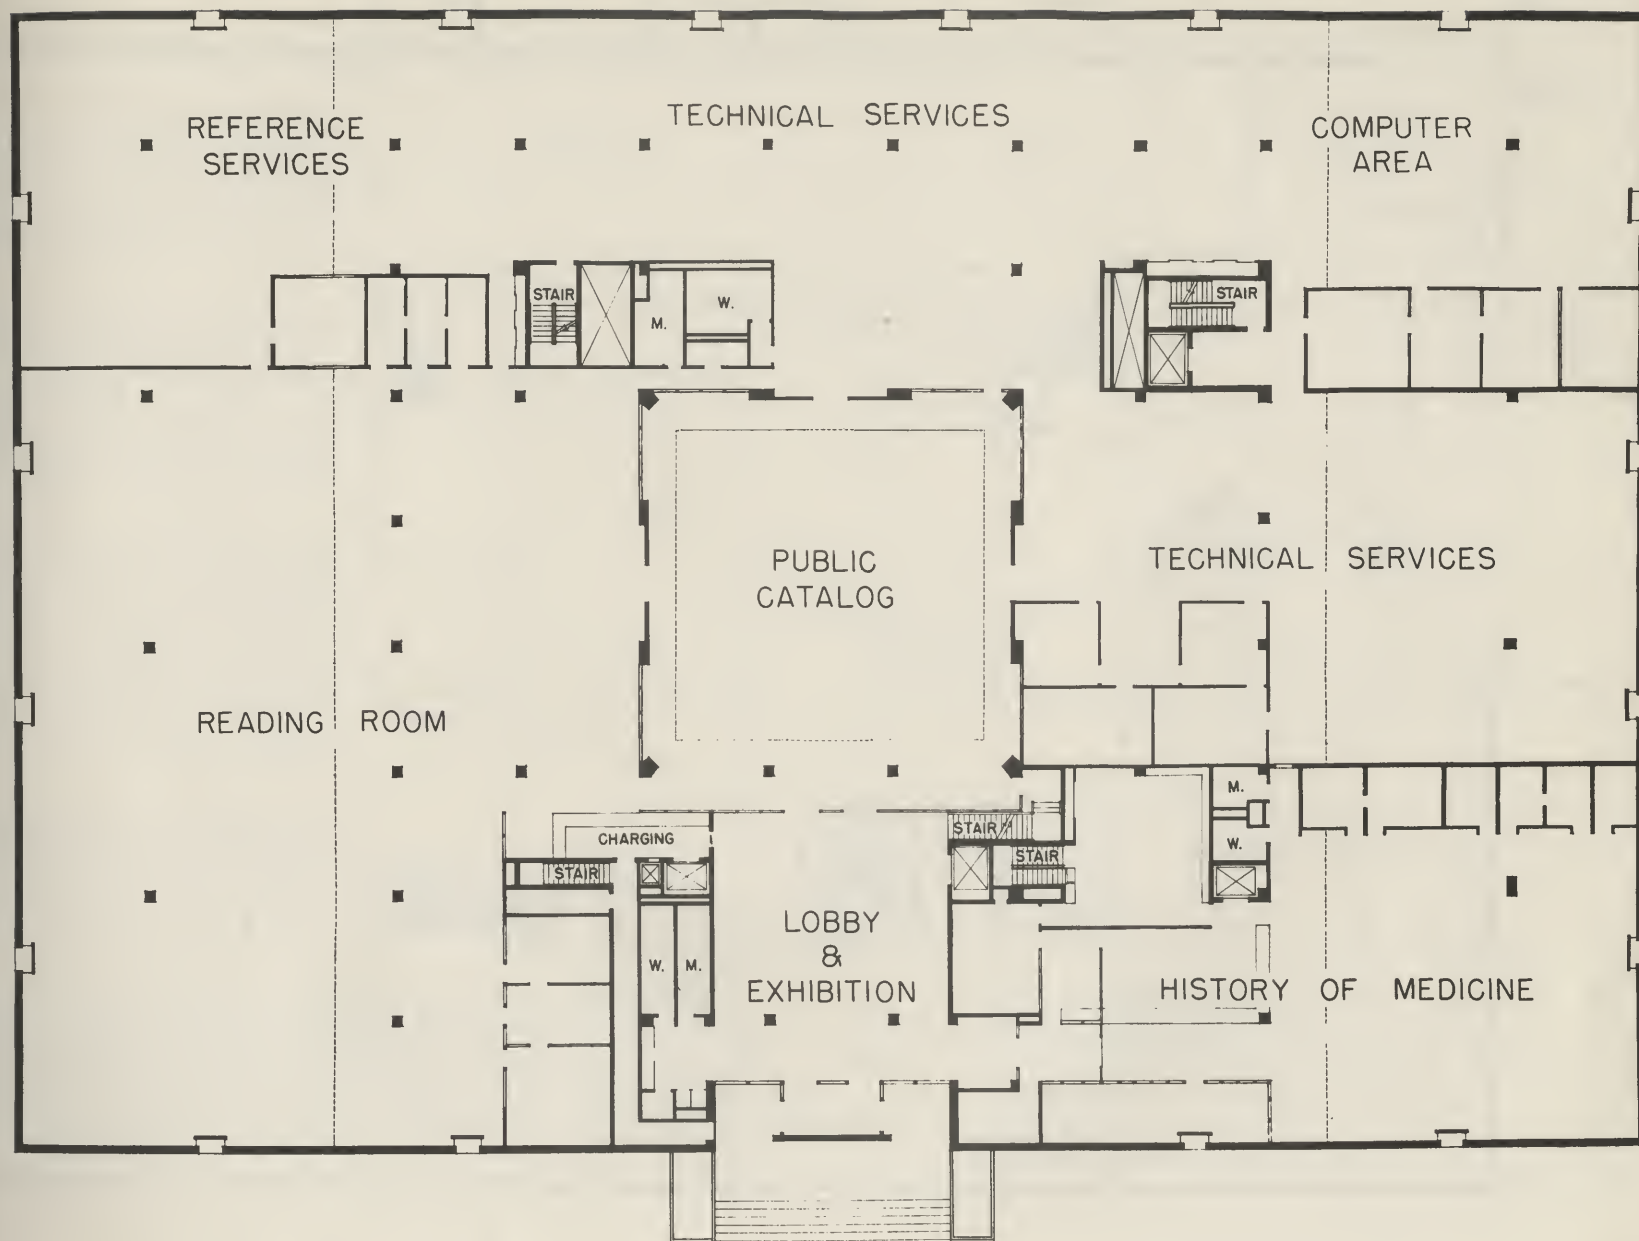 TECHNICAL SERVICES
REFERENCE
SERVICES
COMPUTER
AREA
STAIR
M.
W.
STAIR
PUBLIC
CATALOG
TECHNICAL SERVICES
READING ROOM
CHARGING
STAIR
STAIR
STAIR
M.
W.
W.
M.
LOBBY
&
EXHIBITION
HISTORY OF MEDICINE